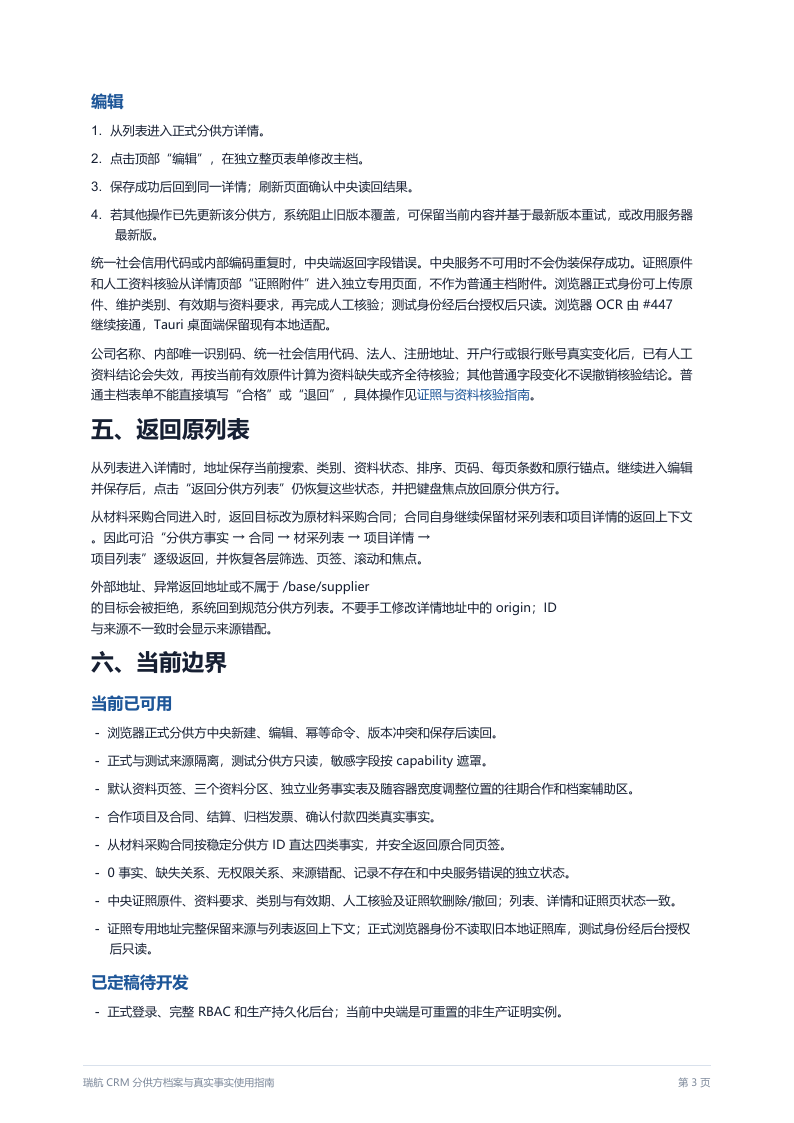 编辑
1. 从列表进入正式分供方详情。
2. 点击顶部“编辑”，在独立整页表单修改主档。
3. 保存成功后回到同一详情；刷新页面确认中央读回结果。
4. 若其他操作已先更新该分供方，系统阻止旧版本覆盖，可保留当前内容并基于最新版本重试，或改用服务器
最新版。
统一社会信用代码或内部编码重复时，中央端返回字段错误。中央服务不可用时不会伪装保存成功。证照原件
和人工资料核验从详情顶部“证照附件”进入独立专用页面，不作为普通主档附件。浏览器正式身份可上传原
件、维护类别、有效期与资料要求，再完成人工核验；测试身份经后台授权后只读。浏览器 OCR 由 #447
继续接通，Tauri 桌面端保留现有本地适配。
公司名称、内部唯一识别码、统一社会信用代码、法人、注册地址、开户行或银行账号真实变化后，已有人工
资料结论会失效，再按当前有效原件计算为资料缺失或齐全待核验；其他普通字段变化不误撤销核验结论。普
通主档表单不能直接填写“合格”或“退回”，具体操作见证照与资料核验指南。
五、返回原列表
从列表进入详情时，地址保存当前搜索、类别、资料状态、排序、页码、每页条数和原行锚点。继续进入编辑
并保存后，点击“返回分供方列表”仍恢复这些状态，并把键盘焦点放回原分供方行。
从材料采购合同进入时，返回目标改为原材料采购合同；合同自身继续保留材采列表和项目详情的返回上下文
。因此可沿“分供方事实 → 合同 → 材采列表 → 项目详情 →
项目列表”逐级返回，并恢复各层筛选、页签、滚动和焦点。
外部地址、异常返回地址或不属于 /base/supplier
的目标会被拒绝，系统回到规范分供方列表。不要手工修改详情地址中的 origin；ID
与来源不一致时会显示来源错配。
六、当前边界
当前已可用
- 浏览器正式分供方中央新建、编辑、幂等命令、版本冲突和保存后读回。
- 正式与测试来源隔离，测试分供方只读，敏感字段按 capability 遮罩。
- 默认资料页签、三个资料分区、独立业务事实表及随容器宽度调整位置的往期合作和档案辅助区。
- 合作项目及合同、结算、归档发票、确认付款四类真实事实。
- 从材料采购合同按稳定分供方 ID 直达四类事实，并安全返回原合同页签。
- 0 事实、缺失关系、无权限关系、来源错配、记录不存在和中央服务错误的独立状态。
- 中央证照原件、资料要求、类别与有效期、人工核验及证照软删除/撤回；列表、详情和证照页状态一致。
- 证照专用地址完整保留来源与列表返回上下文；正式浏览器身份不读取旧本地证照库，测试身份经后台授权
后只读。
已定稿待开发
- 正式登录、完整 RBAC 和生产持久化后台；当前中央端是可重置的非生产证明实例。
瑞航 CRM 分供方档案与真实事实使用指南
第 3 页